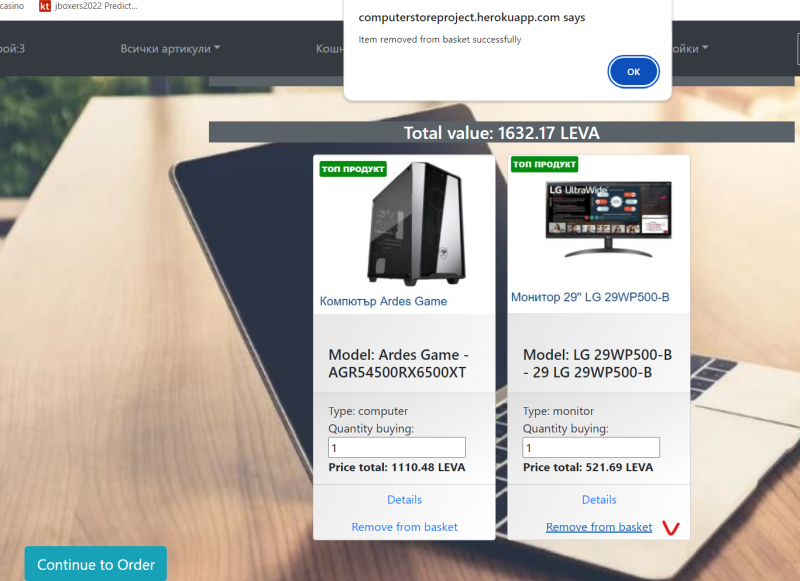 casino jboxers2022 Predict...
computerstoreproject.herokuapp.com says
Item removed from basket successfully
OK
рой:3 Всички артикули Кошн ойки
Total value: 1632.17 LEVA
ТОП ПРОДУКТ
Компютър Ardes Game
Model: Ardes Game -
AGR54500RX6500XT
Type: computer
Quantity buying:
1
Price total: 1110.48 LEVA
Details
Remove from basket
ТОП ПРОДУКТ
LG UltraWide
Монитор 29" LG 29WP500-B
Model: LG 29WP500-B
- 29 LG 29WP500-B
Type: monitor
Quantity buying:
1
Price total: 521.69 LEVA
Details
Remove from basket
Continue to Order